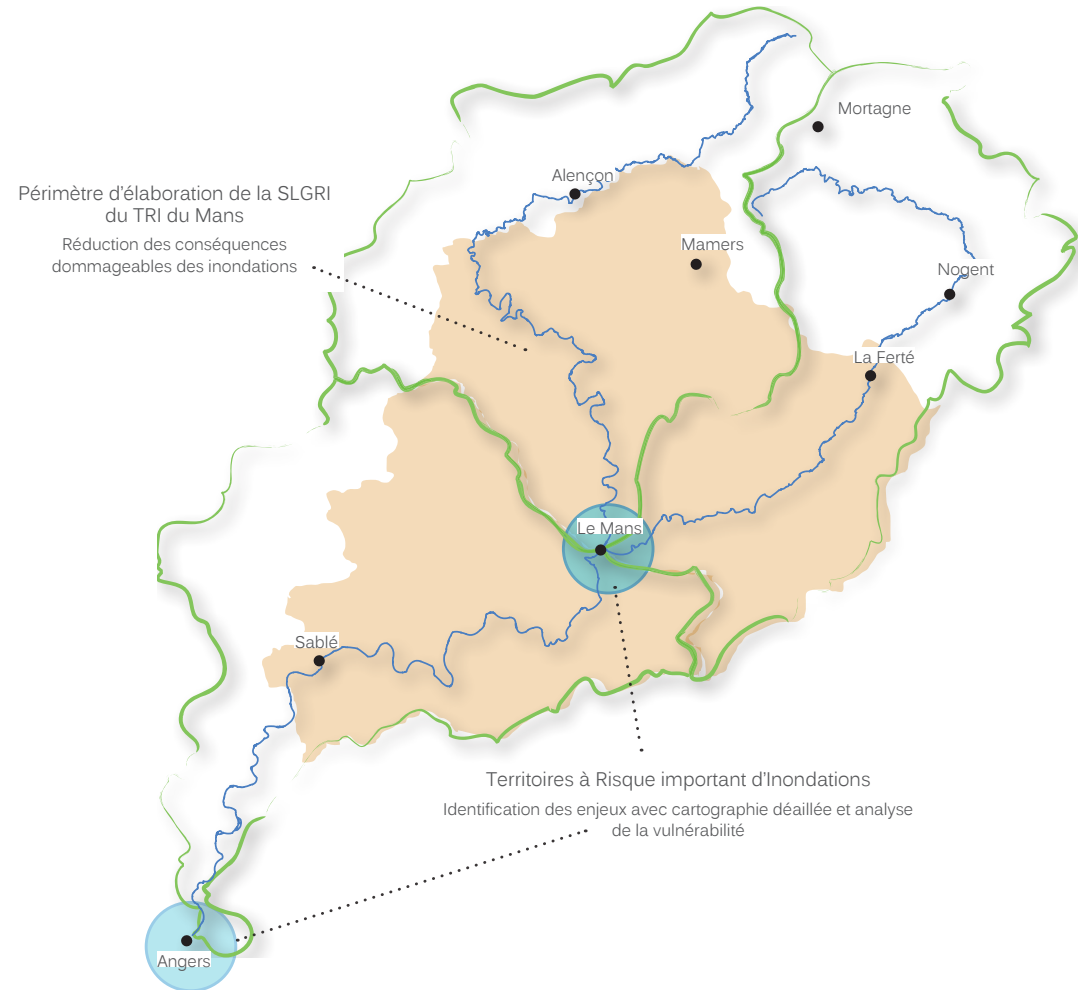 Mortagne
Alençon
Périmètre d'élaboration de la SLGRI
du TRI du Mans
Réduction des conséquences
dommageables des inondations
Mamers
Nogent
La Ferté
Le Mans
Sablé
Territoires à Risque important d'Inondations
Identification des enjeux avec cartographie déaillée et analyse
de la vulnérabilité
Angers